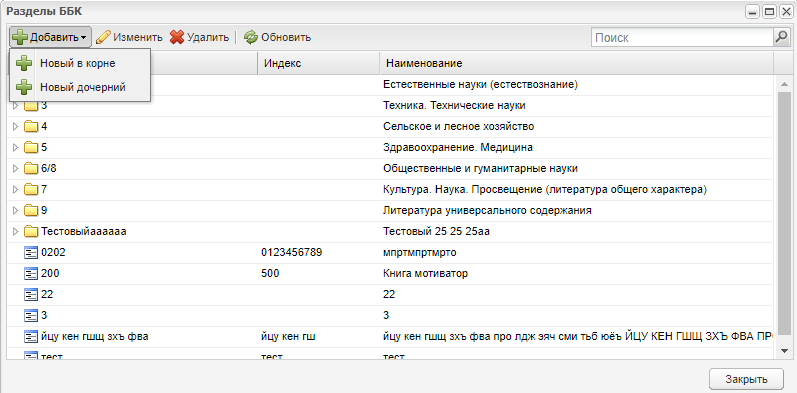 Разделы ББК
Добавить Изменить Удалить Обновить Поиск
Новый в корне
Новый дочерний
Индекс Наименование
Естественные науки (естествознание)
3 Техника. Технические науки
4 Сельское и лесное хозяйство
5 Здравоохранение. Медицина
6/8 Общественные и гуманитарные науки
7 Культура. Наука. Просвещение (литература общего характера)
9 Литература универсального содержания
Тестовыйаааааа Тестовый 25 25 25аа
0202 0123456789 мпртмпртмрто
200 500 Книга мотиватор
22 22
3 3
йцу кен гшщ зхъ фва йцу кен гш йцу кен гшщ зхъ фва про лдж эяч сми тьб юёъ ЙЦУ КЕН ГШЩ ЗХЪ ФВА ПР
тест тест тест
Закрыть